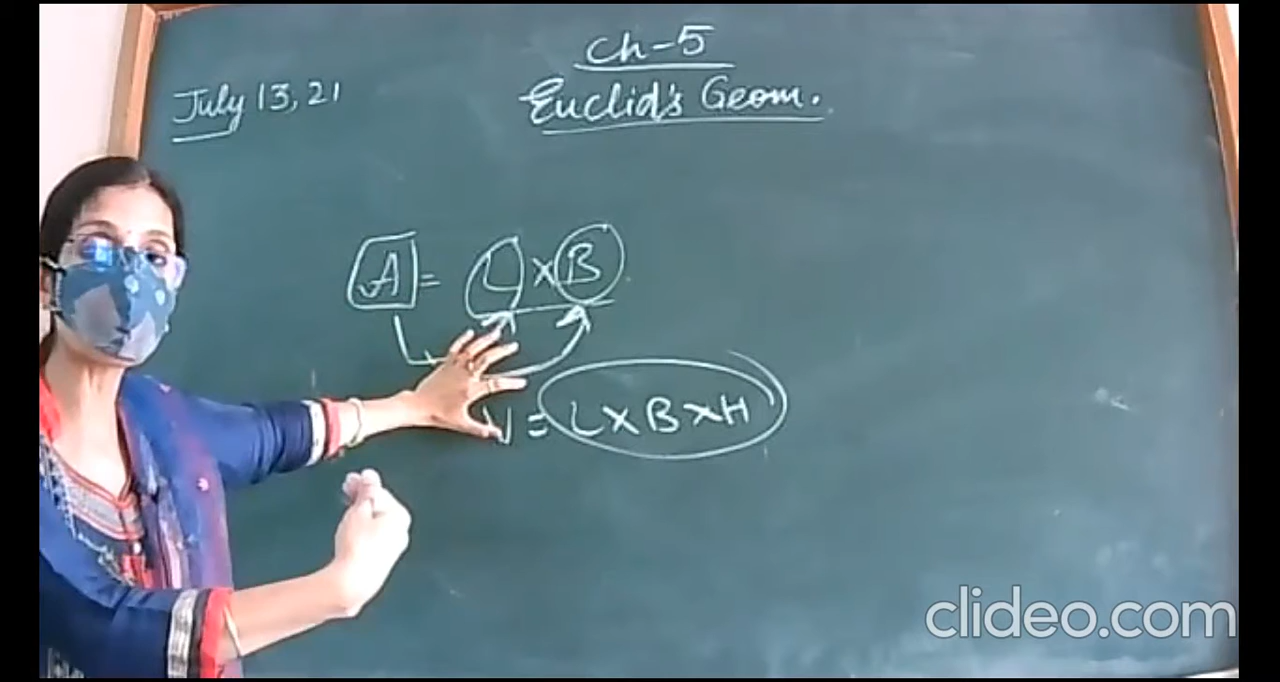 Ch-5
July 13, 21
Euclid's Geom.
A = L × B
V = L × B × H
clideo.com